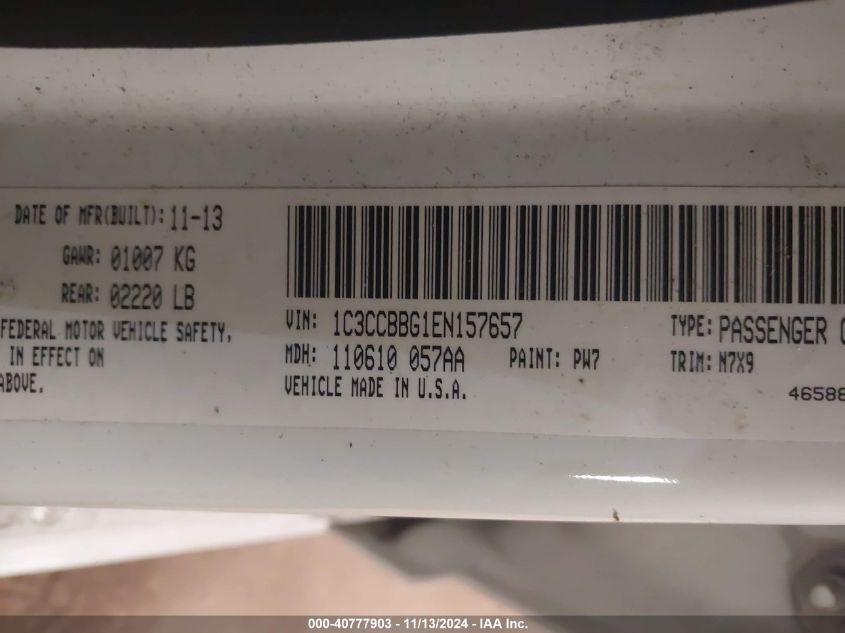 DATE OF MFR(BUILT): 11-13
GAWR: 01007 KG
REAR: 02220 LB
FEDERAL MOTOR VEHICLE SAFETY,
IN EFFECT ON
ABOVE.
VIN: 1C3CCBBG1EN157657
TYPE: PASSENGER
MDH: 110610 057AA PAINT: PW7
TRIM: N7X9
VEHICLE MADE IN U.S.A.
46588
000-40777903 - 11/13/2024 - IAA Inc.